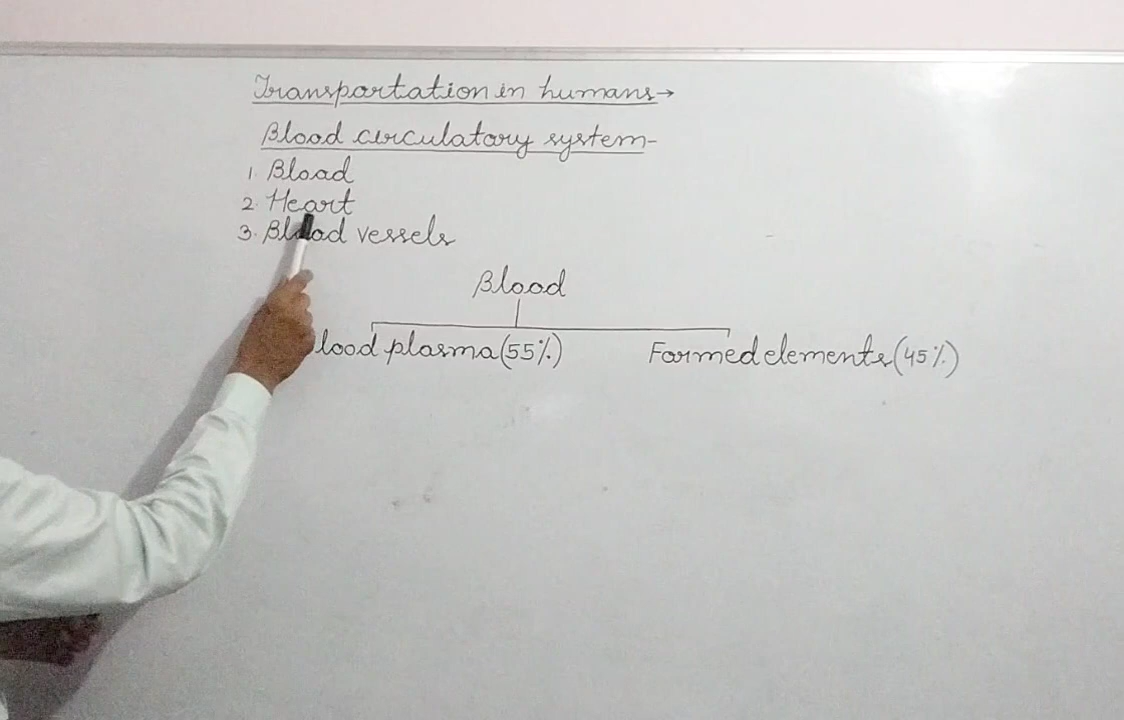 Transportation in humans→
Blood circulatory system-
1. Blood
2. Heart
3. Blood vessels
Blood
lood plasma (55%) Formed elements (45%)